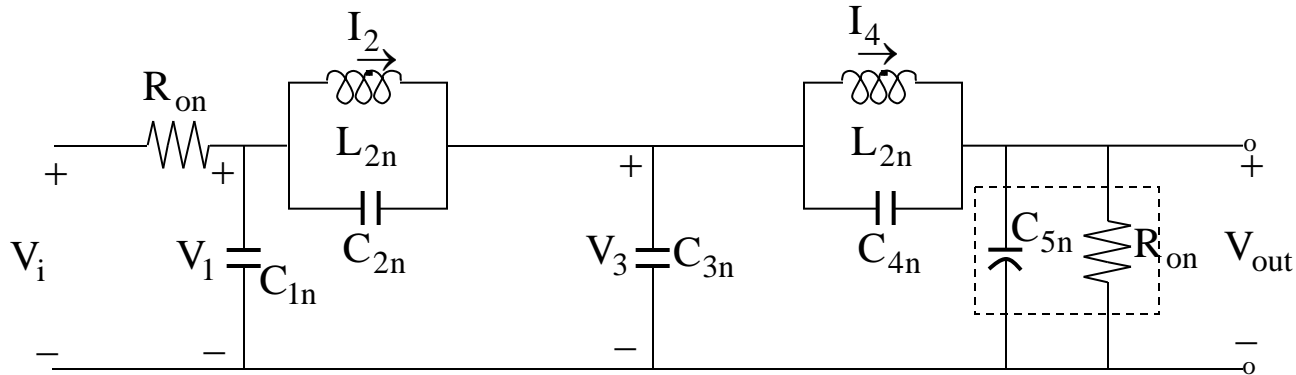 I2 I4
Ron
L2n L2n
+ + + +
C2n C4n C5n
Vi V1 C1n V3 C3n Ron Vout
− − − −